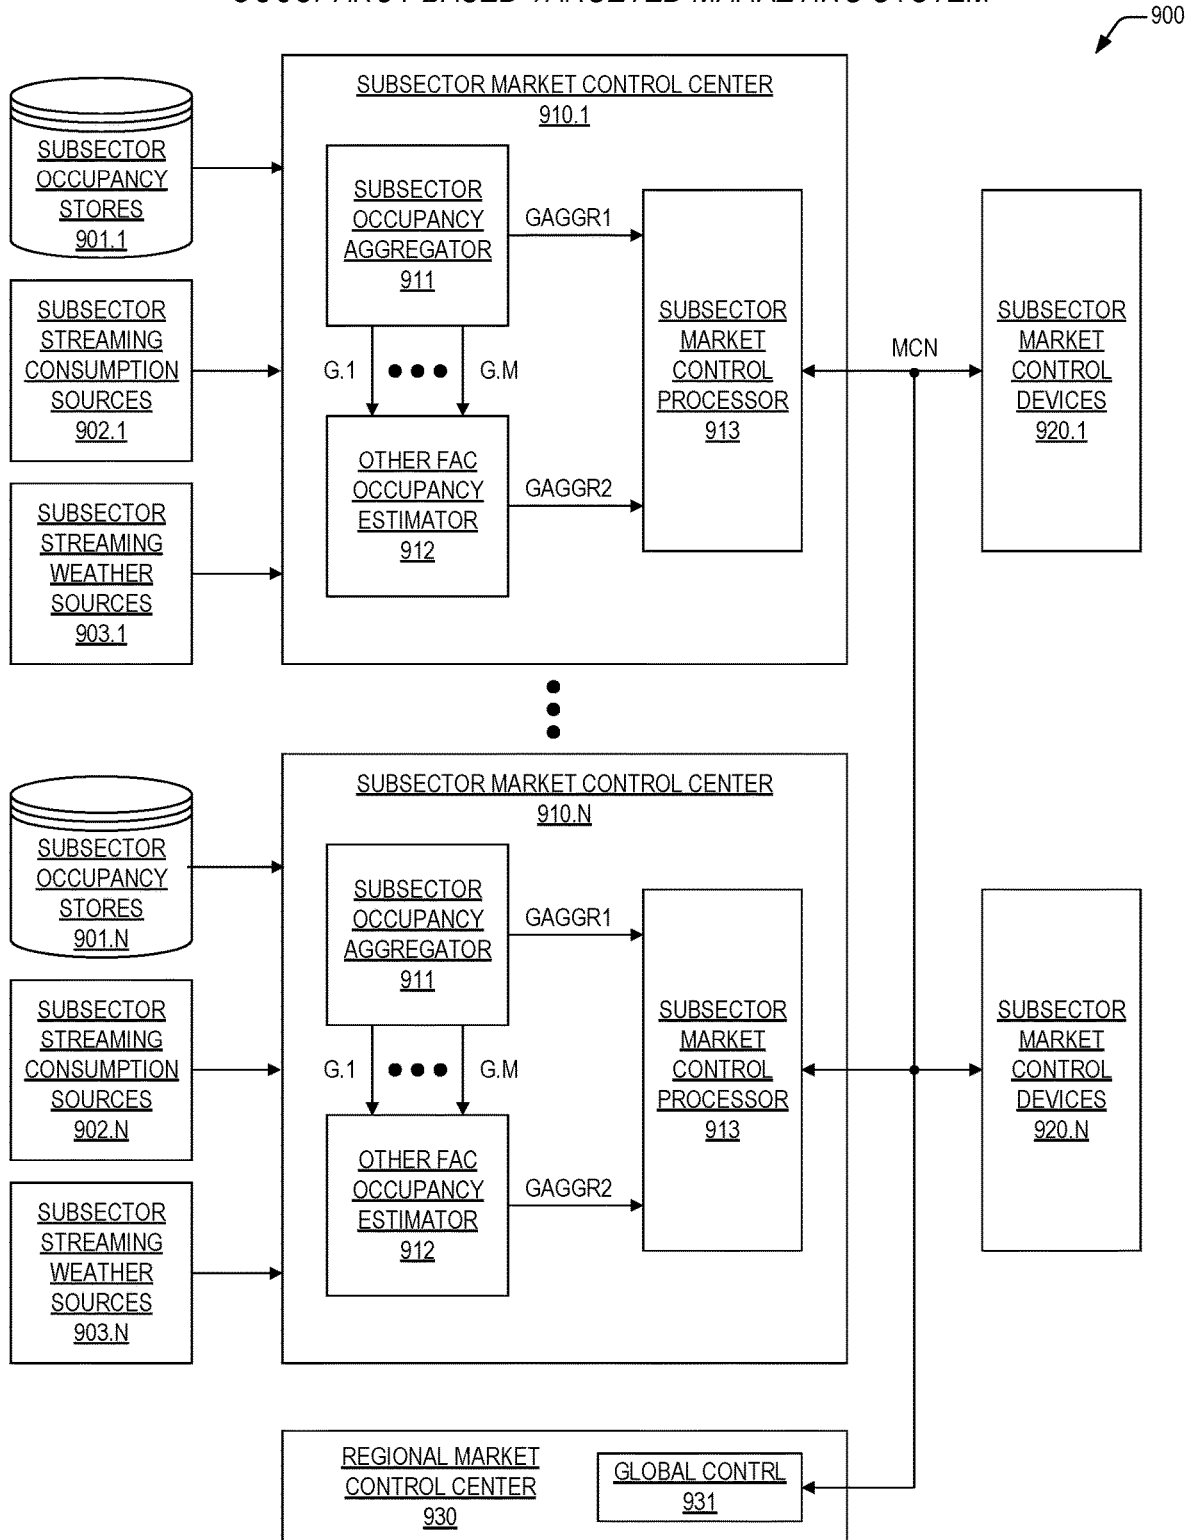 OCCUPANCY BASED TARGETED MARKETING SYSTEM
900
SUBSECTOR
OCCUPANCY
STORES
901.1
SUBSECTOR
STREAMING
CONSUMPTION
SOURCES
902.1
SUBSECTOR
STREAMING
WEATHER
SOURCES
903.1
SUBSECTOR MARKET CONTROL CENTER
910.1
SUBSECTOR
OCCUPANCY
AGGREGATOR
911
GAGGR1
G.1
G.M
OTHER FAC
OCCUPANCY
ESTIMATOR
912
GAGGR2
SUBSECTOR
MARKET
CONTROL
PROCESSOR
913
MCN
SUBSECTOR
MARKET
CONTROL
DEVICES
920.1
SUBSECTOR
OCCUPANCY
STORES
901.N
SUBSECTOR
STREAMING
CONSUMPTION
SOURCES
902.N
SUBSECTOR
STREAMING
WEATHER
SOURCES
903.N
SUBSECTOR MARKET CONTROL CENTER
910.N
SUBSECTOR
OCCUPANCY
AGGREGATOR
911
GAGGR1
G.1
G.M
OTHER FAC
OCCUPANCY
ESTIMATOR
912
GAGGR2
SUBSECTOR
MARKET
CONTROL
PROCESSOR
913
SUBSECTOR
MARKET
CONTROL
DEVICES
920.N
REGIONAL MARKET
CONTROL CENTER
930
GLOBAL CONTRL
931